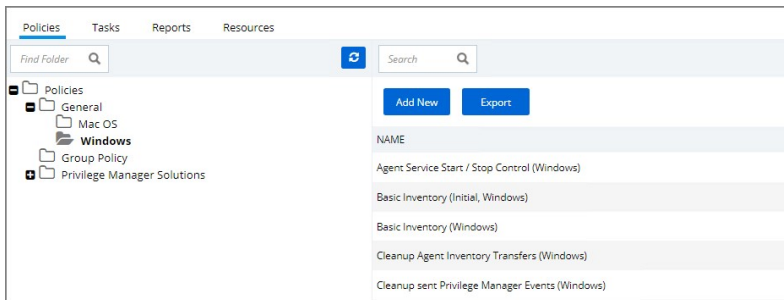 Policies Tasks Reports Resources
Find Folder
Search
Policies
General
Mac OS
Windows
Group Policy
Privilege Manager Solutions
Add New Export
NAME
Agent Service Start / Stop Control (Windows)
Basic Inventory (Initial, Windows)
Basic Inventory (Windows)
Cleanup Agent Inventory Transfers (Windows)
Cleanup sent Privilege Manager Events (Windows)